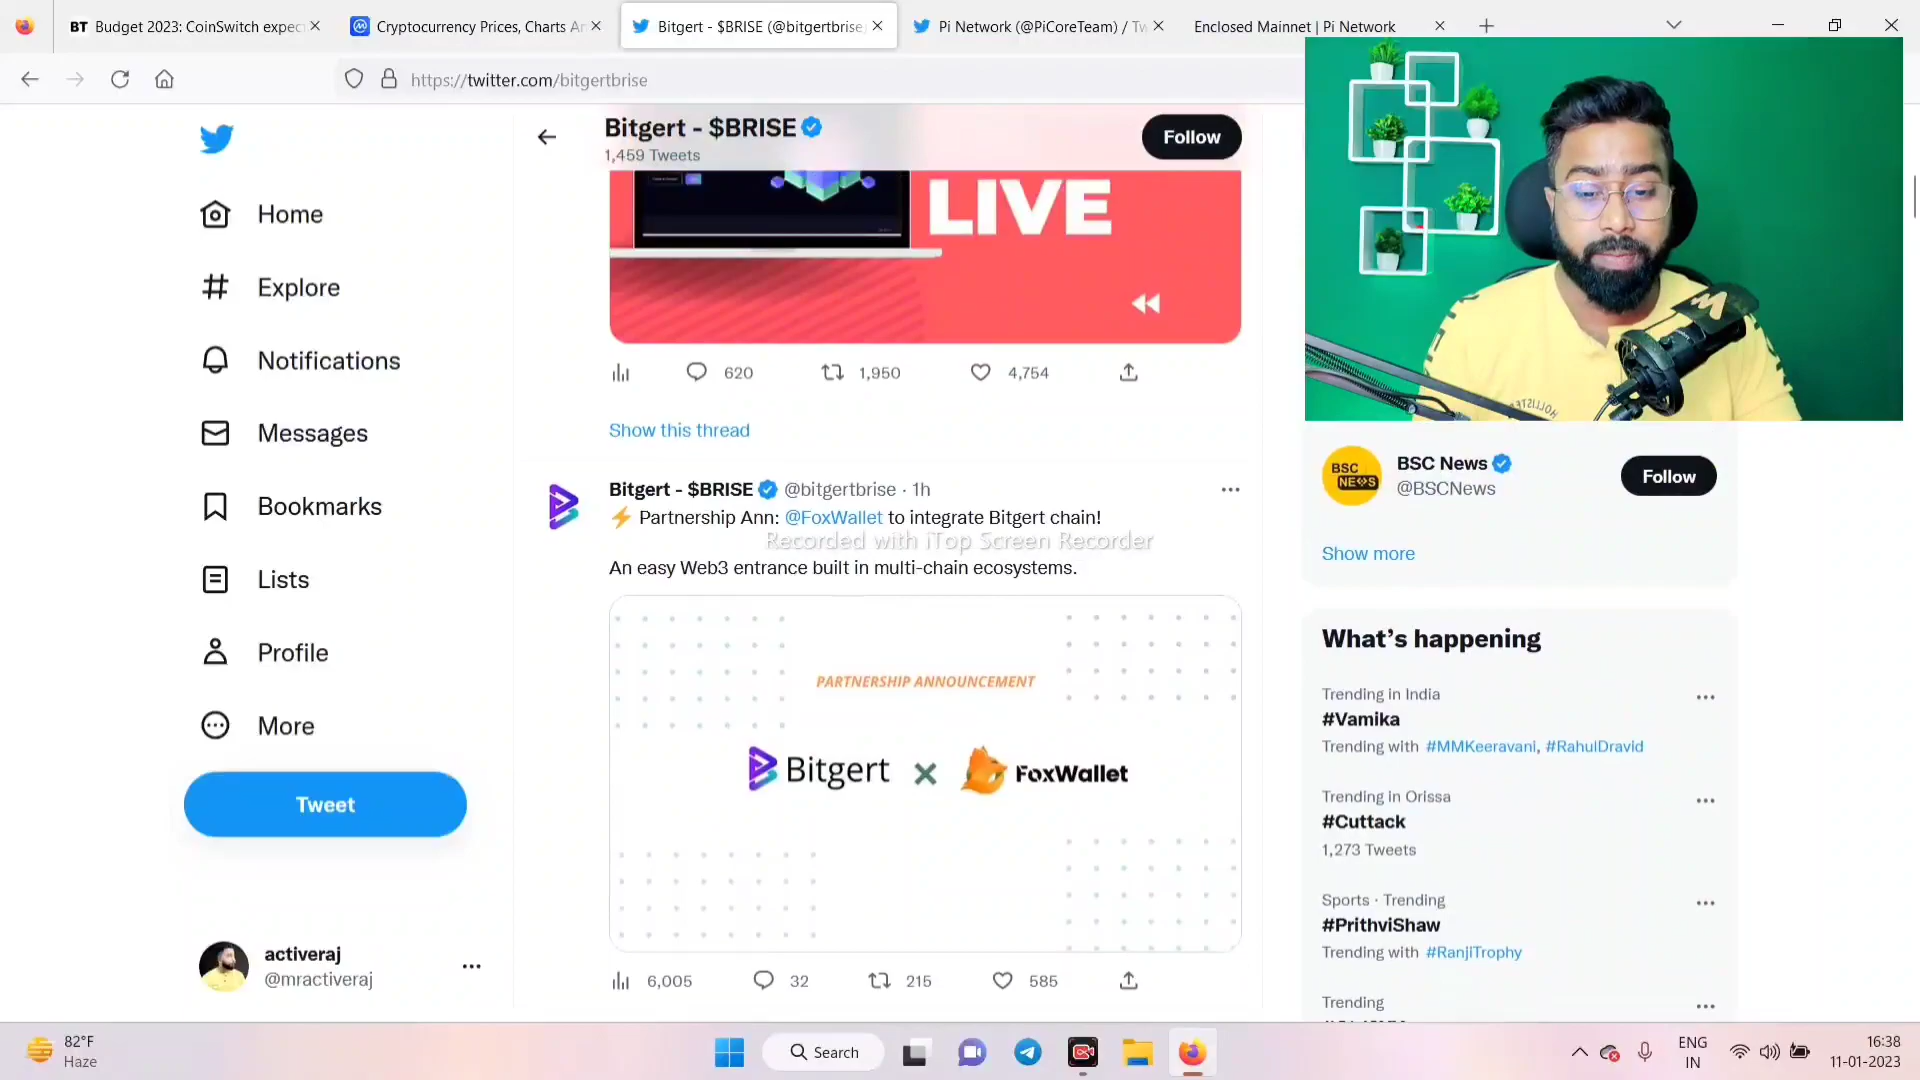 BT Budget 2023: CoinSwitch expec
Cryptocurrency Prices, Charts An
Bitgert - $BRISE (@bitgertbrise
Pi Network (@PiCoreTeam) / Tw
Enclosed Mainnet | Pi Network
https://twitter.com/bitgertbrise
Bitgert - $BRISE
1,459 Tweets
Follow
Home
Explore
Notifications
Messages
Bookmarks
Lists
Profile
More
Tweet
activeraj
@mractiveraj
LIVE
620
1,950
4,754
Show this thread
Bitgert - $BRISE @bitgertbrise · 1h
⚡ Partnership Ann: @FoxWallet to integrate Bitgert chain!
Recorded with iTop Screen Recorder
An easy Web3 entrance built in multi-chain ecosystems.
PARTNERSHIP ANNOUNCEMENT
Bitgert x FoxWallet
6,005
32
215
585
HOLLISTER
BSC NEWS
BSC News
@BSCNews
Follow
Show more
What's happening
Trending in India
#Vamika
Trending with #MMKeeravani, #RahulDravid
Trending in Orissa
#Cuttack
1,273 Tweets
Sports · Trending
#PrithviShaw
Trending with #RanjiTrophy
Trending
82°F
Haze
Search
ENG
IN
16:38
11-01-2023